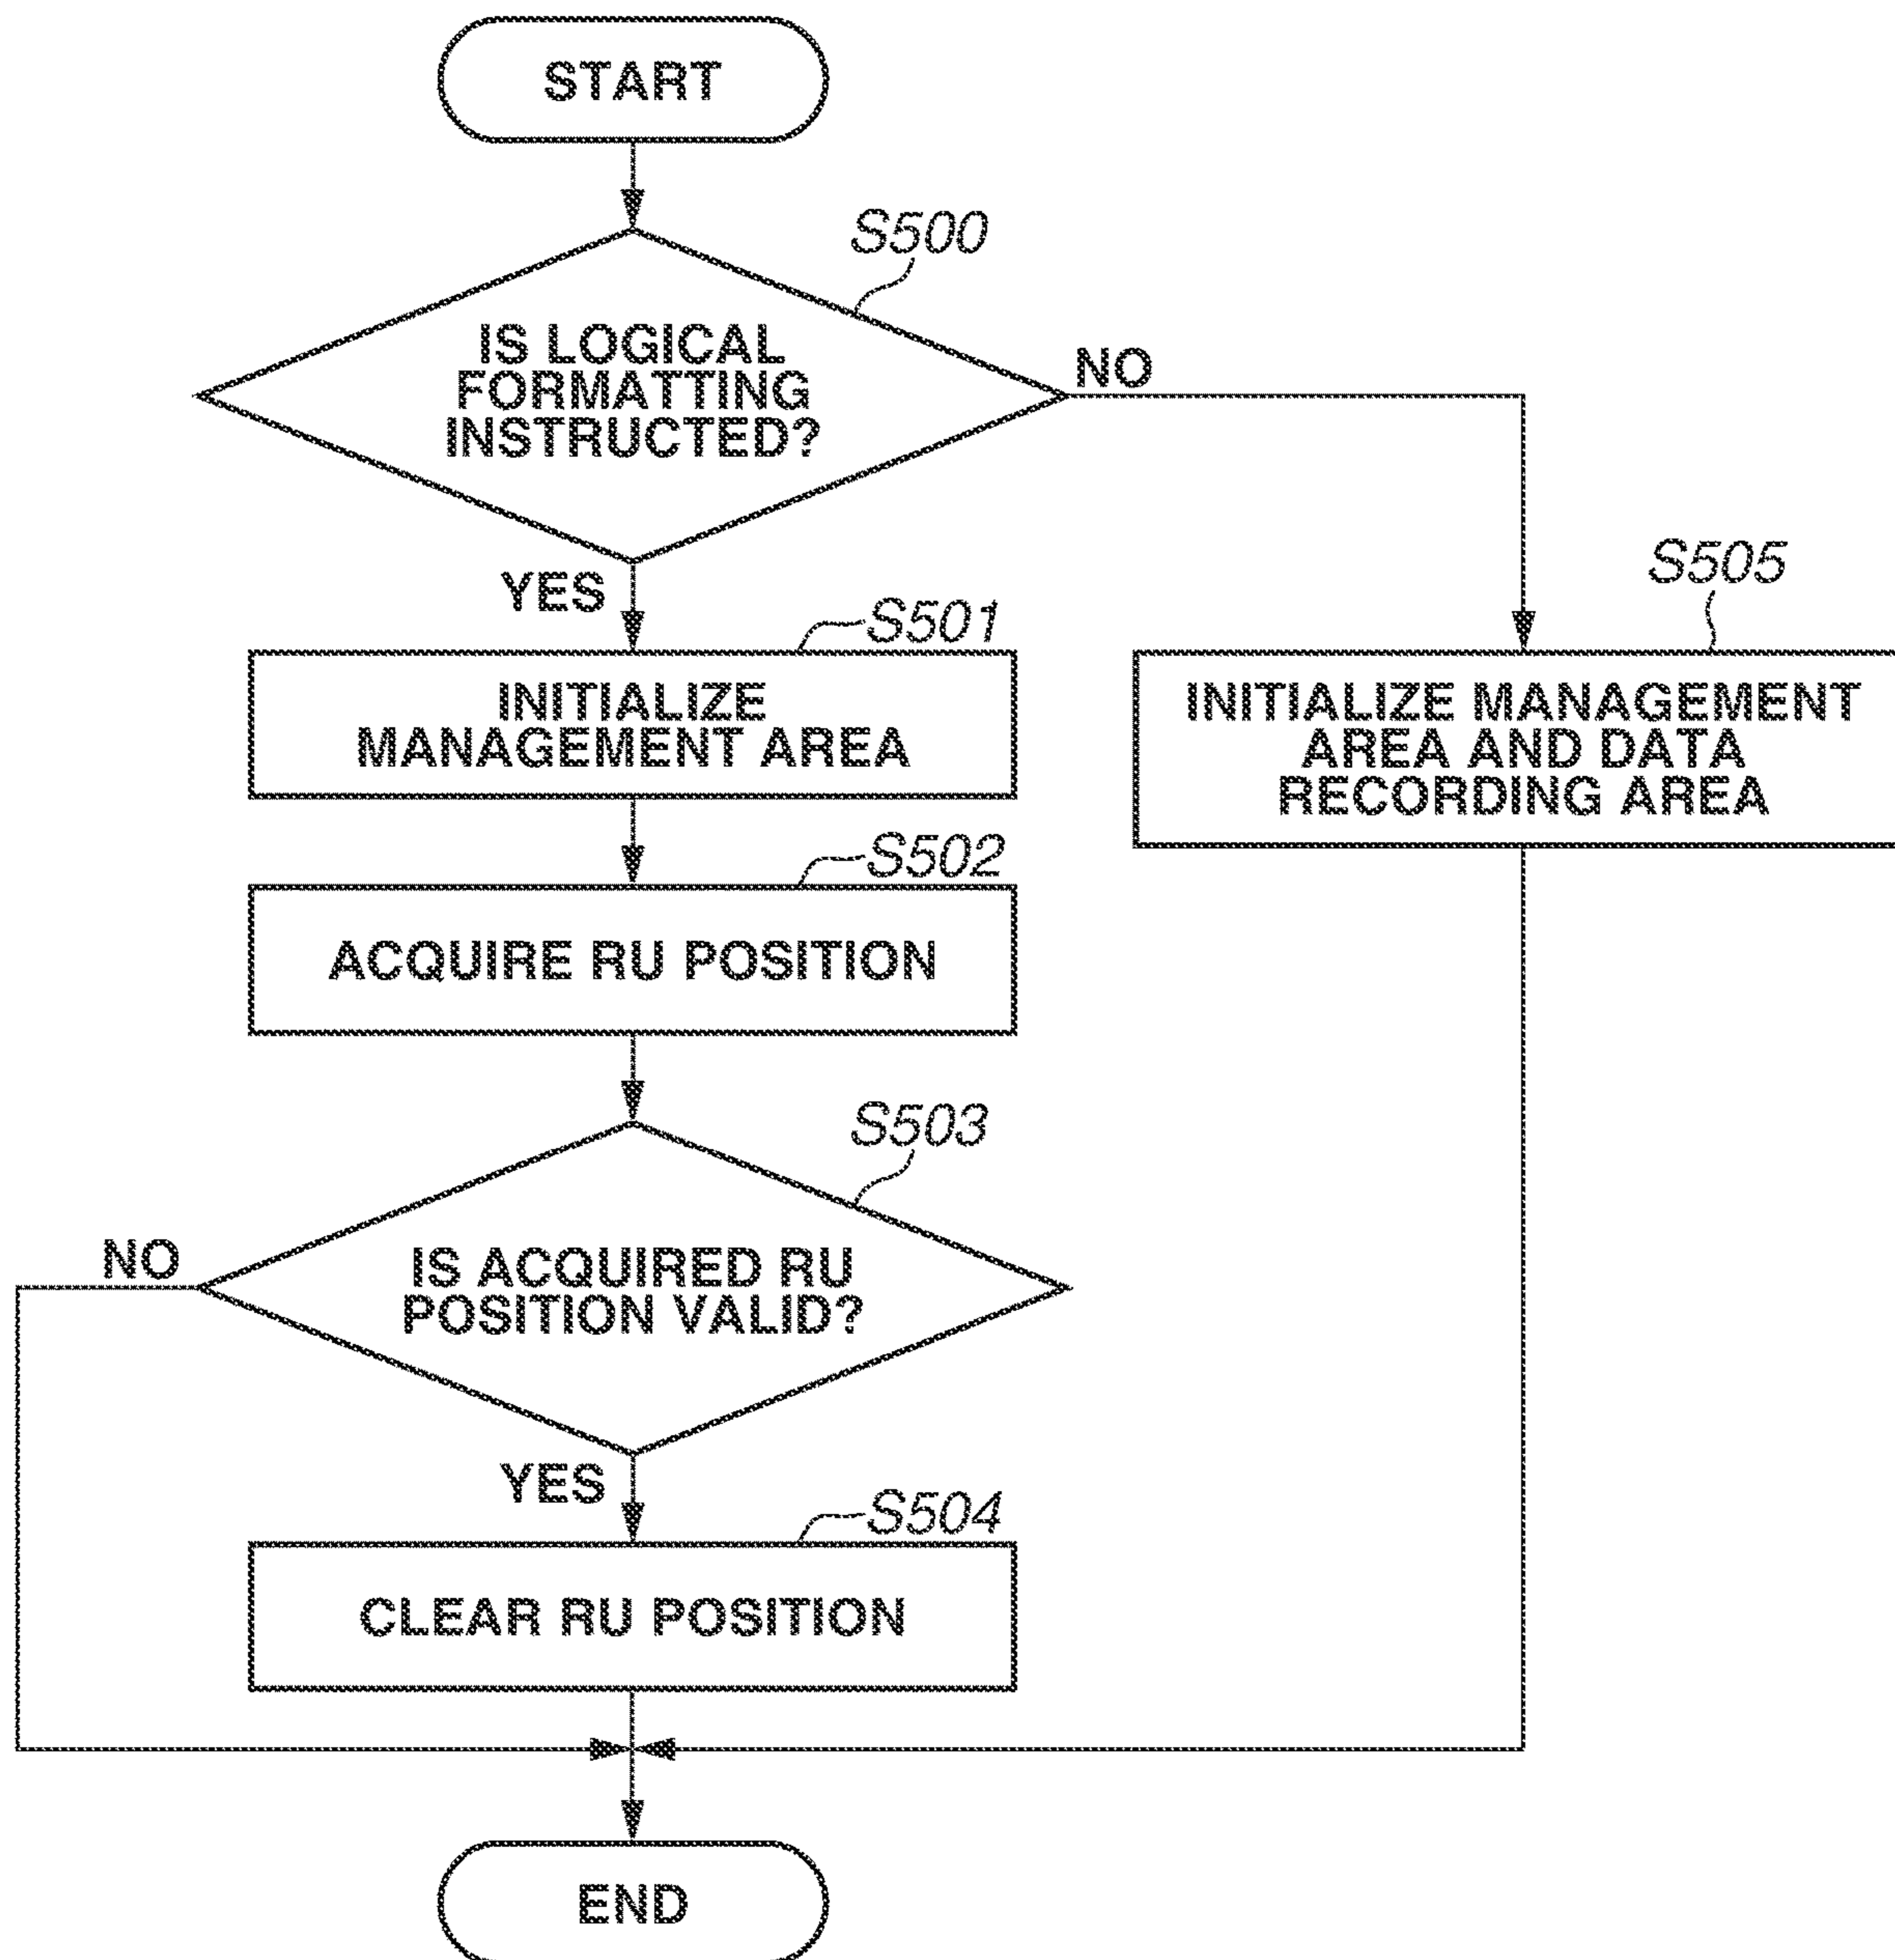 START
S500
IS LOGICAL
FORMATTING
INSTRUCTED?
NO
YES
S501
INITIALIZE
MANAGEMENT AREA
S505
INITIALIZE MANAGEMENT
AREA AND DATA
RECORDING AREA
S502
ACQUIRE RU POSITION
S503
IS ACQUIRED RU
POSITION VALID?
NO
YES
S504
CLEAR RU POSITION
END